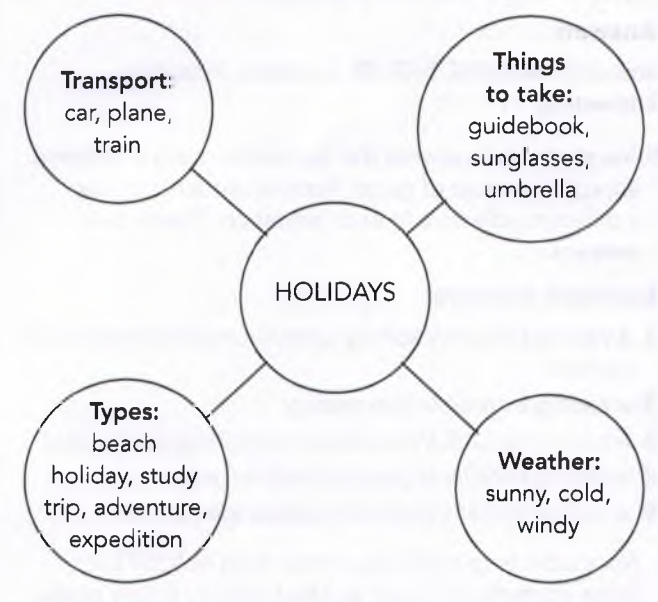 Transport:
car, plane,
train
Things
to take:
guidebook,
sunglasses,
umbrella
HOLIDAYS
Types:
beach
holiday, study
trip, adventure,
expedition
Weather:
sunny, cold,
windy